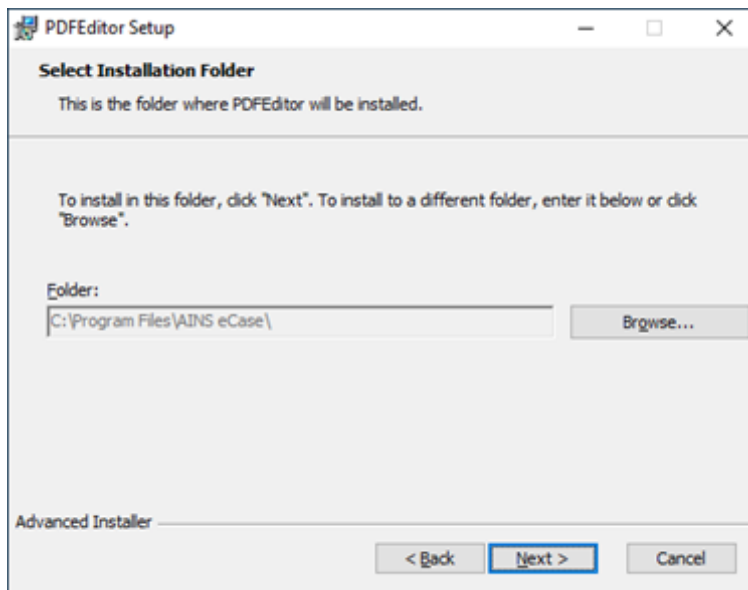 PDFEditor Setup
Select Installation Folder
This is the folder where PDFEditor will be installed.
To install in this folder, click "Next". To install to a different folder, enter it below or click
"Browse".
Folder:
C:\Program Files\AINS eCase\
Browse...
Advanced Installer
< Back
Next >
Cancel